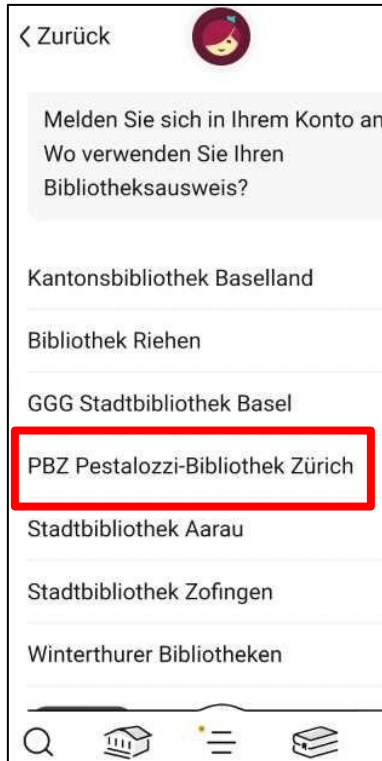 Zurück
Melden Sie sich in Ihrem Konto an
Wo verwenden Sie Ihren
Bibliotheksausweis?
Kantonsbibliothek Baselland
Bibliothek Riehen
GGG Stadtbibliothek Basel
PBZ Pestalozzi-Bibliothek Zürich
Stadtbibliothek Aarau
Stadtbibliothek Zofingen
Winterthurer Bibliotheken